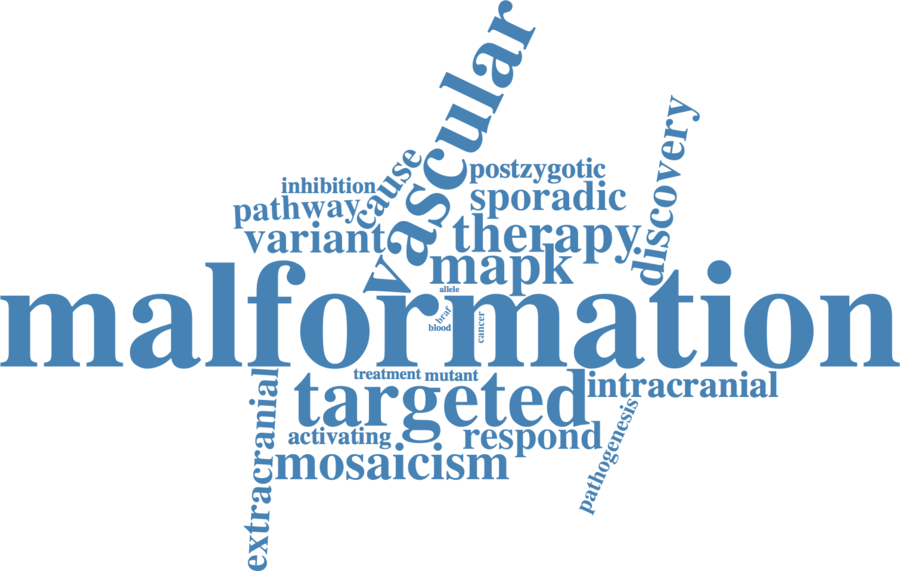 vascular
discovery
cause
postzygotic
inhibition
sporadic
pathway
variant
therapy
mapk
malformation
allele
braf
blood
cancer
treatment
mutant
intracranial
targeted
extracranial
activating
respond
pathogenesis
mosaicism